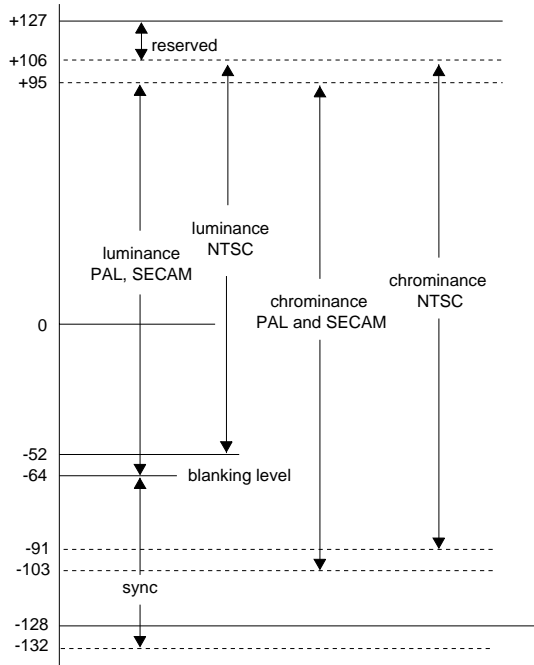 +127
reserved
+106
+95
luminance
NTSC
luminance
PAL, SECAM
chrominance
NTSC
chrominance
PAL and SECAM
0
-52
-64
blanking level
-91
-103
sync
-128
-132